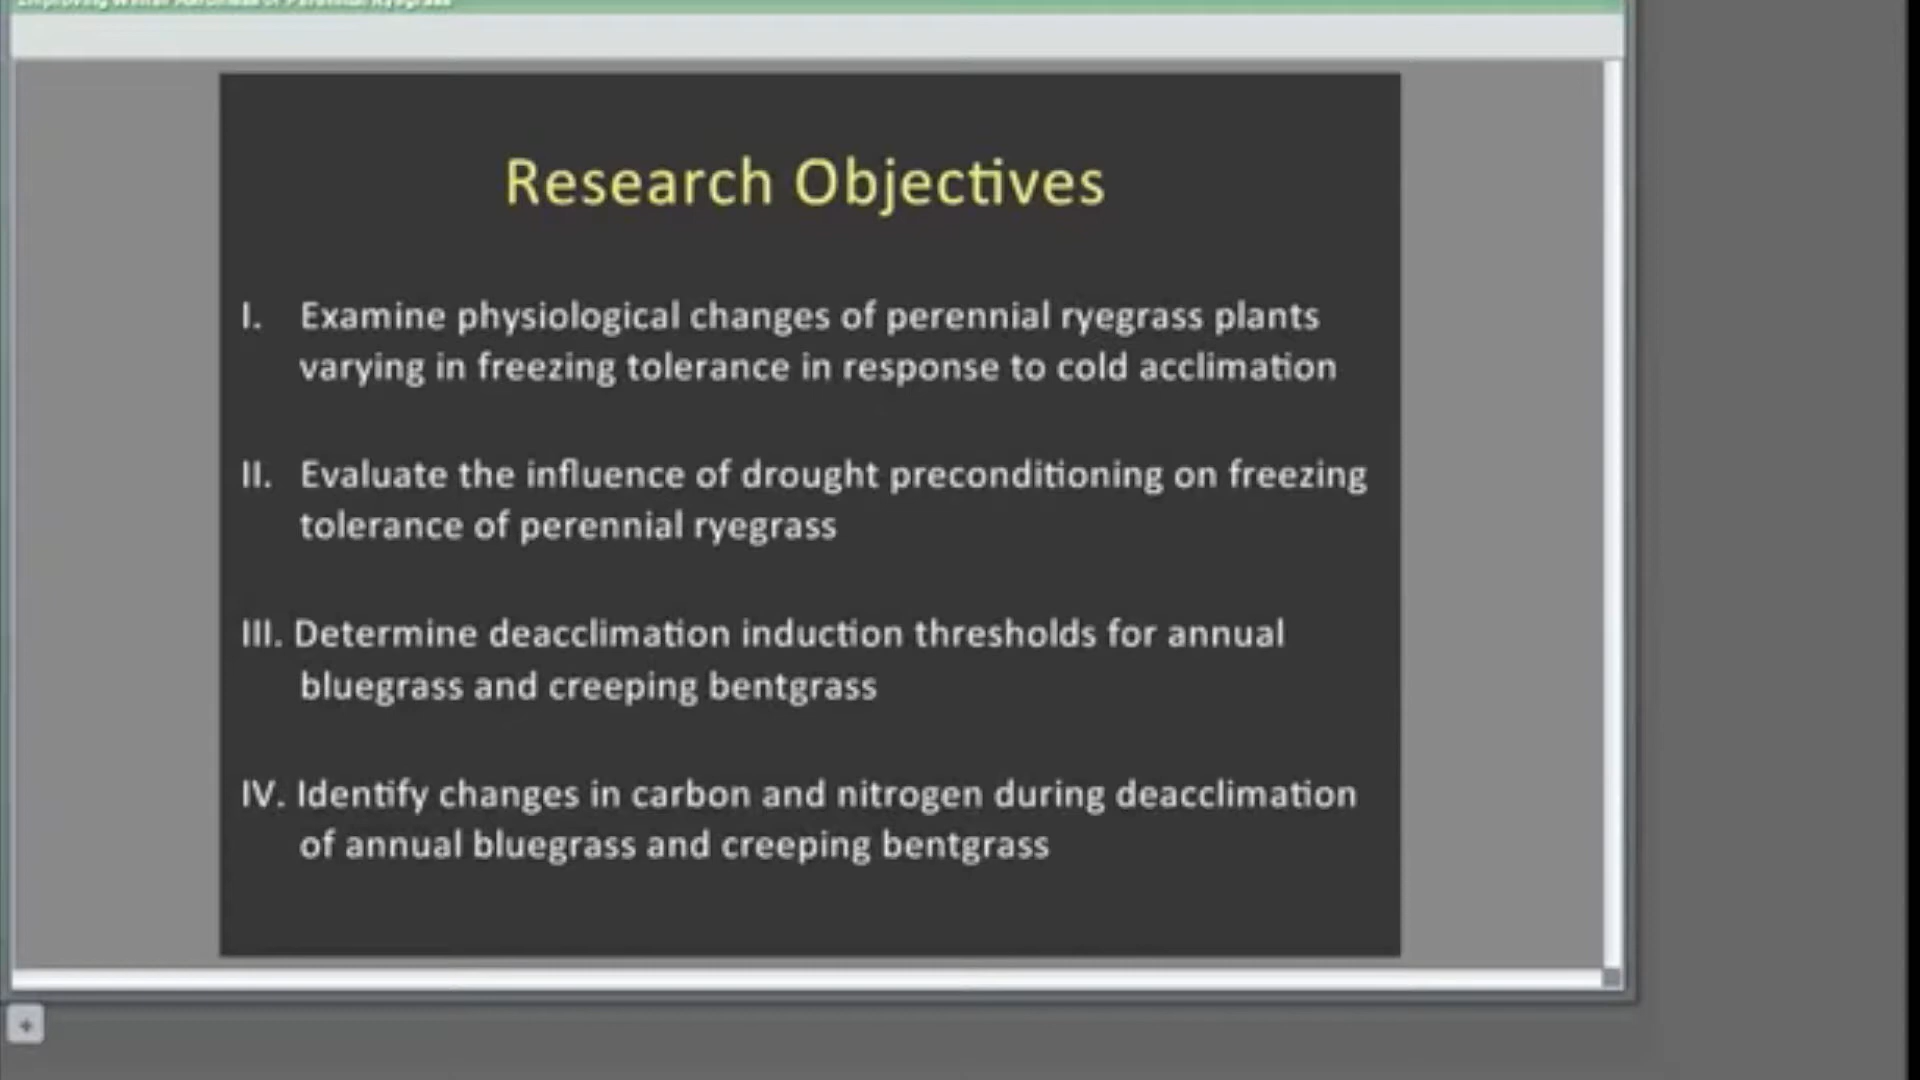 Research Objectives
I. Examine physiological changes of perennial ryegrass plants
varying in freezing tolerance in response to cold acclimation
II. Evaluate the influence of drought preconditioning on freezing
tolerance of perennial ryegrass
III. Determine deacclimation induction thresholds for annual
bluegrass and creeping bentgrass
IV. Identify changes in carbon and nitrogen during deacclimation
of annual bluegrass and creeping bentgrass